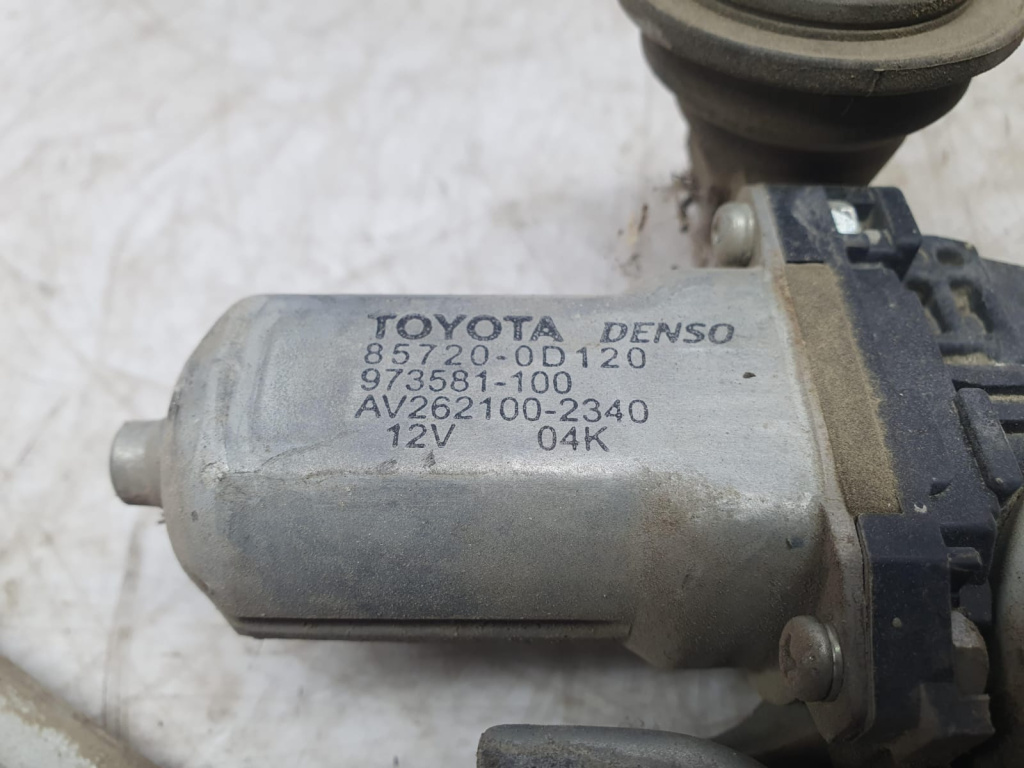 TOYOTA DENSO
85720-0D120
973581-100
AV262100-2340
12V 04K